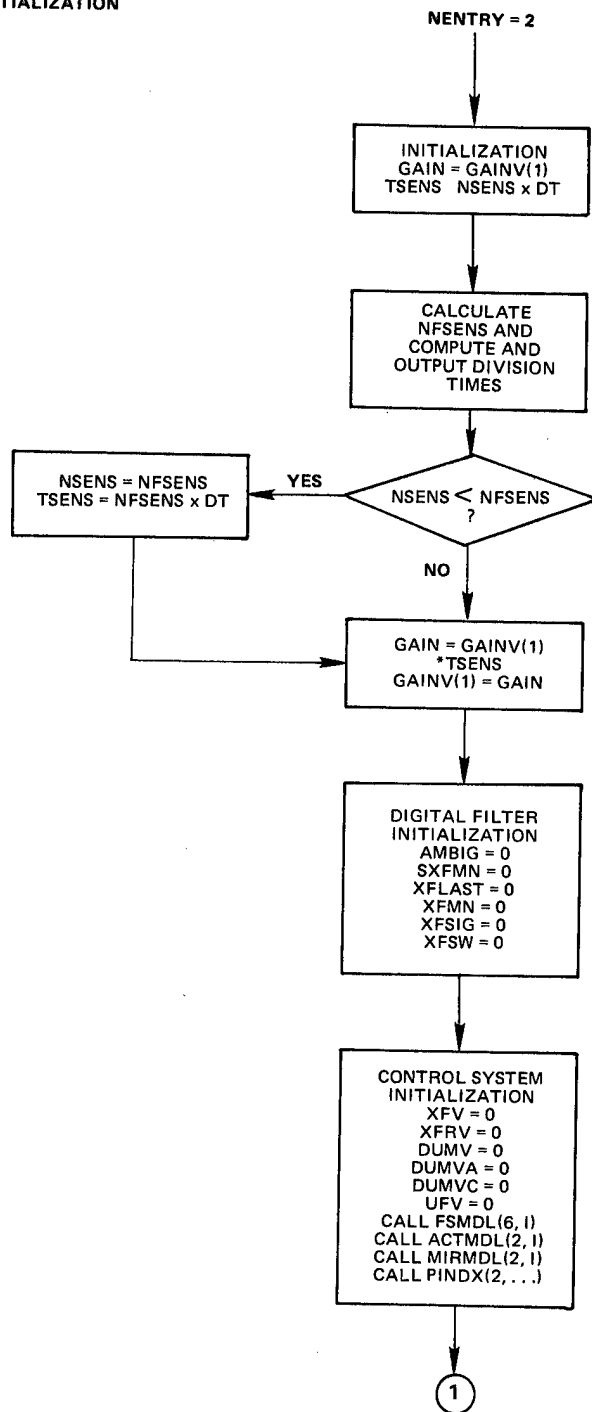 NENTRY = 2
INITIALIZATION
GAIN = GAINV(1)
TSENS NSENS x DT
CALCULATE
NFSENS AND
COMPUTE AND
OUTPUT DIVISION
TIMES
NSENS < NFSENS
?
YES
NSENS = NFSENS
TSENS = NFSENS x DT
NO
GAIN = GAINV(1)
*TSENS
GAINV(1) = GAIN
DIGITAL FILTER
INITIALIZATION
AMBIG = 0
SXFMN = 0
XFLAST = 0
XFMN = 0
XFSIG = 0
XFSW = 0
CONTROL SYSTEM
INITIALIZATION
XFV = 0
XFRV = 0
DUMV = 0
DUMVA = 0
DUMVC = 0
UFV = 0
CALL FSMDL(6, I)
CALL ACTMDL(2, I)
CALL MIRMDL(2, I)
CALL PINDX(2, . . .)
1